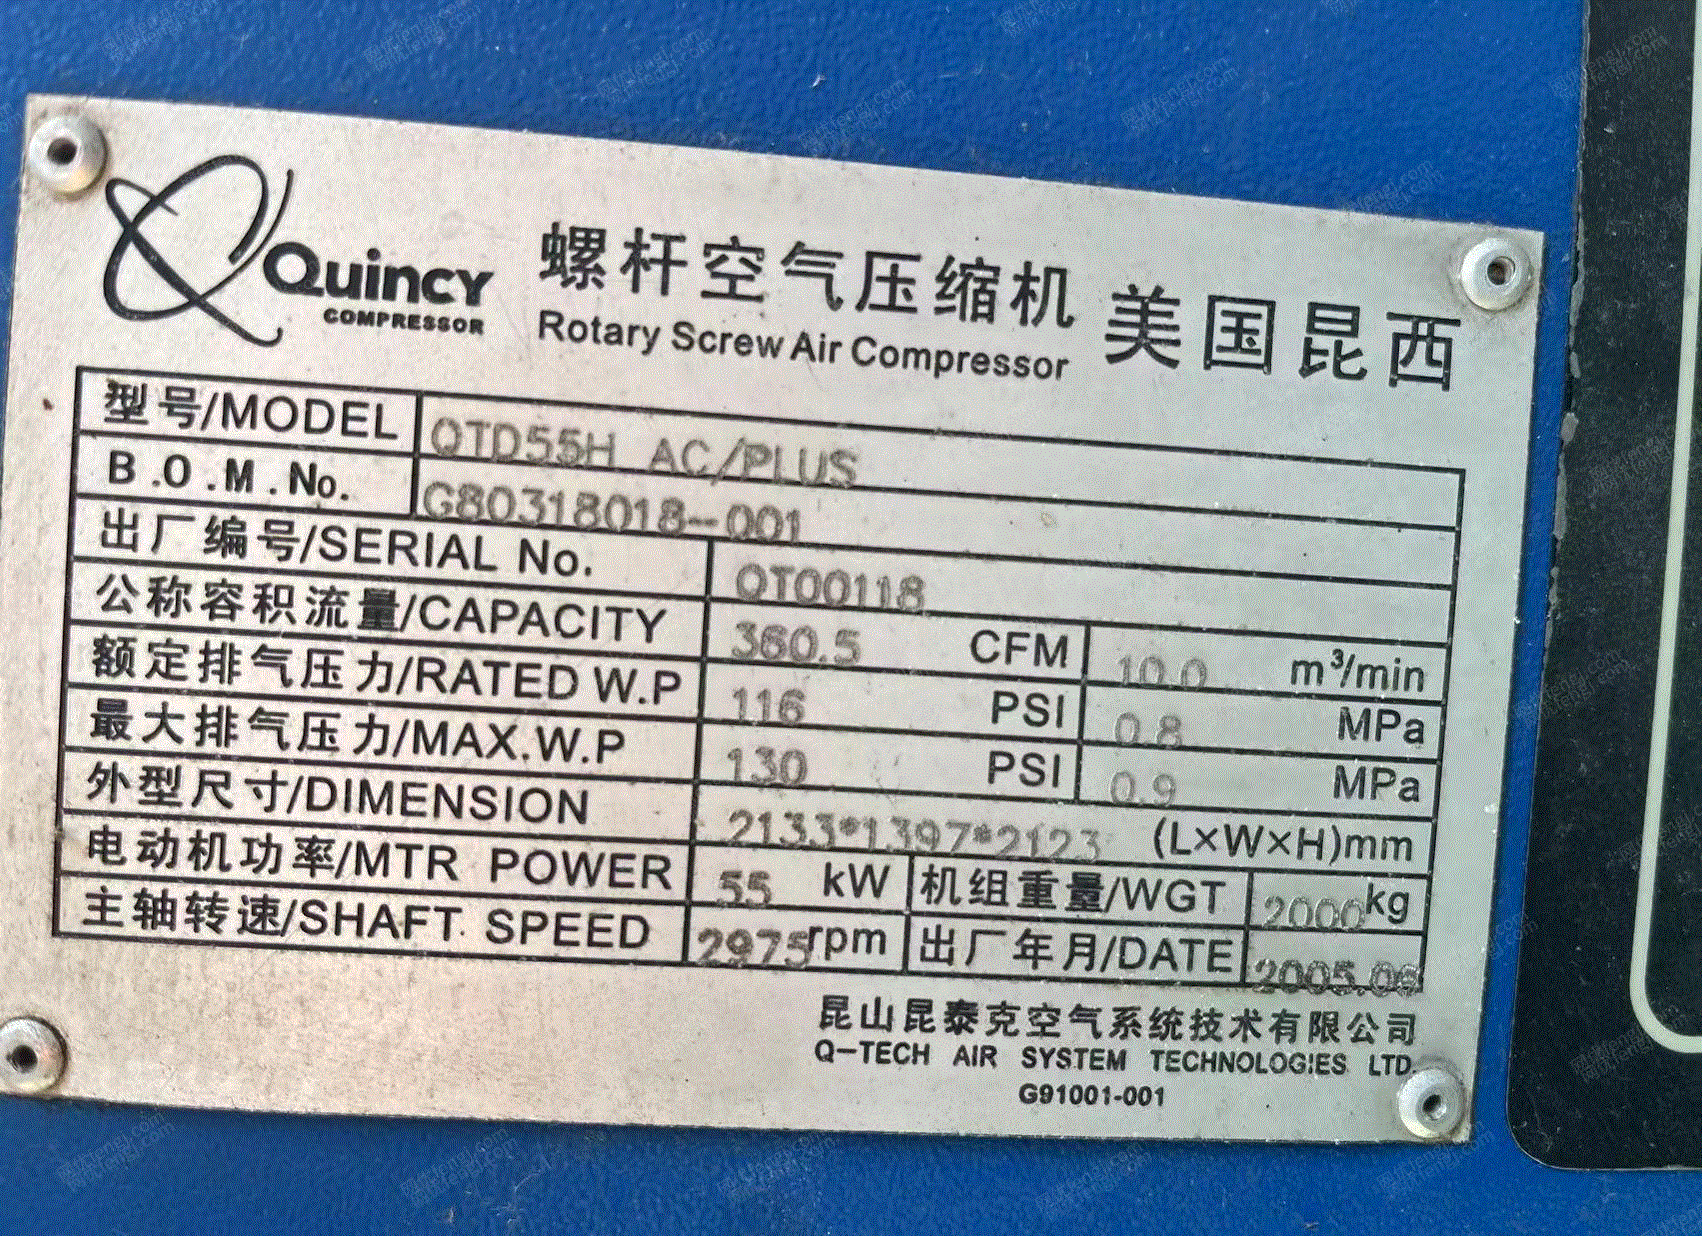 Quincy
COMPRESSOR
螺杆空气压缩机 美国昆西
Rotary Screw Air Compressor
型号/MODEL QTD55H AC/PLUS
B.O.M.No. G80318018-001
出厂编号/SERIAL No. QT00118
公称容积流量/CAPACITY 360.5 CFM 10.0 m³/min
额定排气压力/RATED W.P 116 PSI 0.8 MPa
最大排气压力/MAX.W.P 130 PSI 0.9 MPa
外型尺寸/DIMENSION 2133*1397*2123 (L×W×H)mm
电动机功率/MTR POWER 55 kW 机组重量/WGT 2000kg
主轴转速/SHAFT SPEED 2975rpm 出厂年月/DATE
昆山昆泰克空气系统技术有限公司
Q-TECH AIR SYSTEM TECHNOLOGIES LTD.
G91001-001